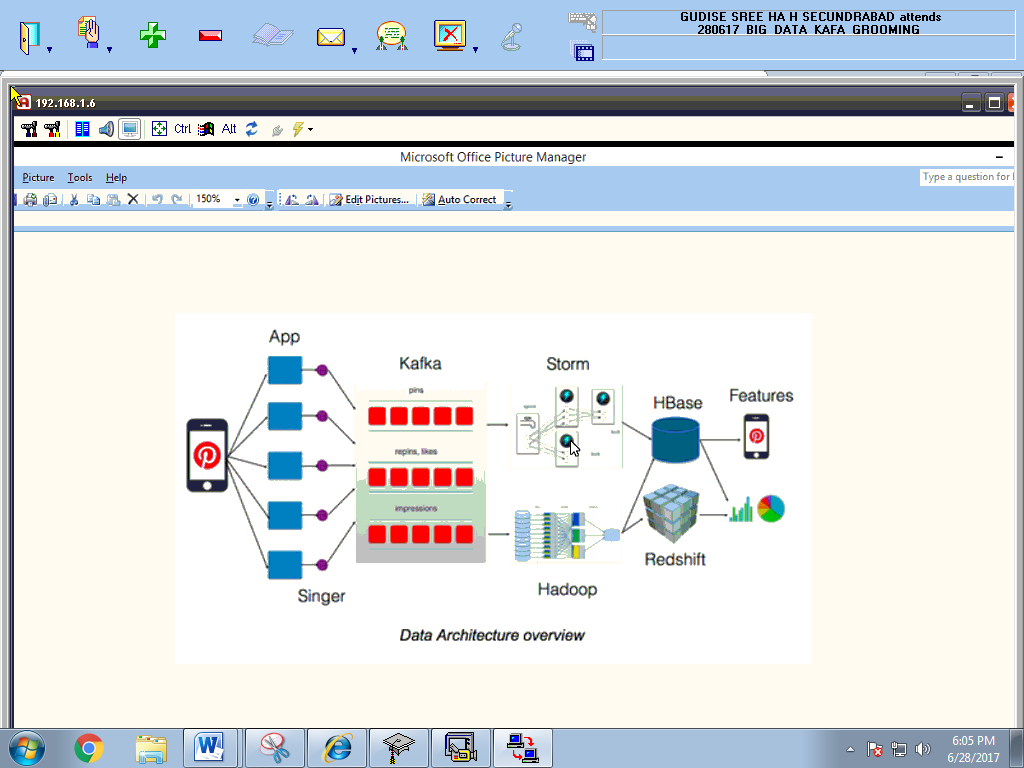 GUDISE SREE HA H SECUNDRABAD attends
280617 BIG DATA KAFA GROOMING
192.168.1.6
Ctrl Alt
Microsoft Office Picture Manager
Picture Tools Help
Type a question for
150% Edit Pictures... Auto Correct
App
Kafka
Storm
pins
HBase
Features
repins, likes
impressions
Redshift
Hadoop
Singer
Data Architecture overview
6:05 PM
6/28/2017